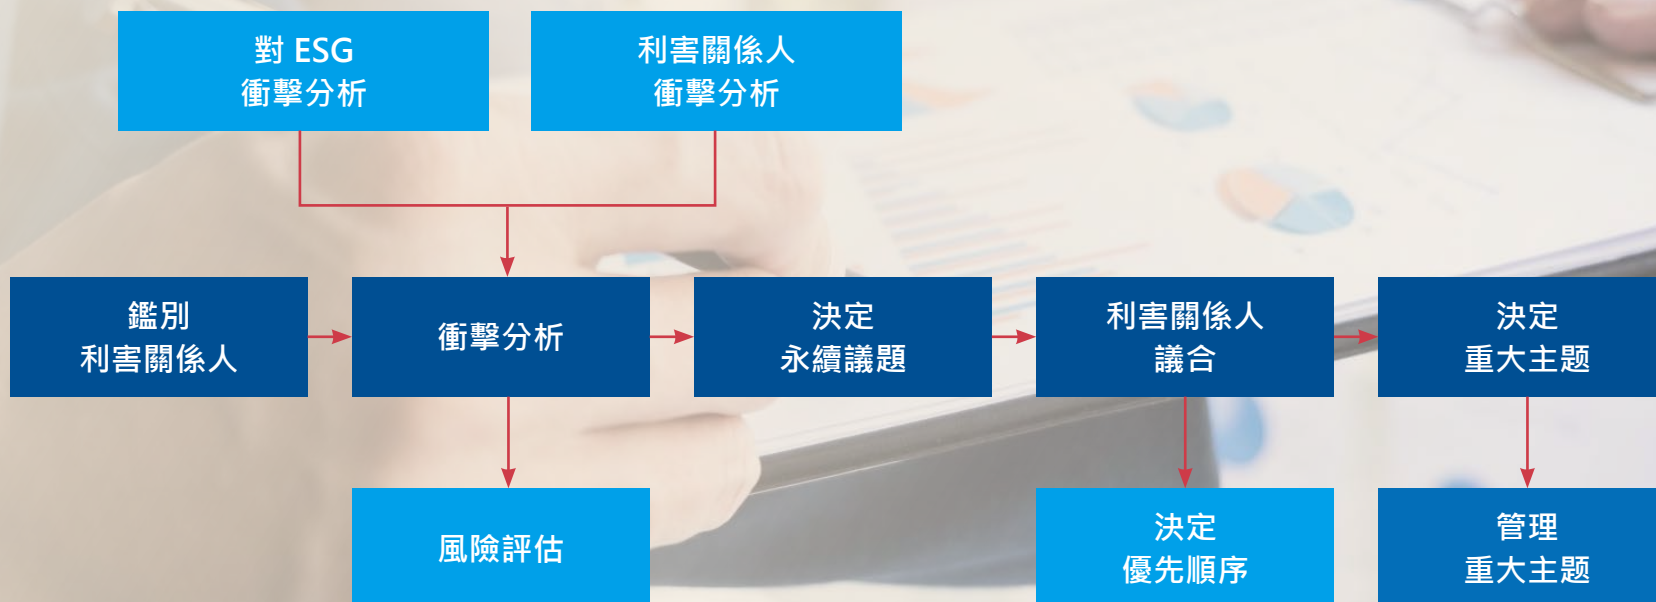 對 ESG
衝擊分析
利害關係人
衝擊分析
鑑別
利害關係人
衝擊分析
決定
永續議題
利害關係人
議合
決定
重大主题
風險評估
決定
優先順序
管理
重大主题